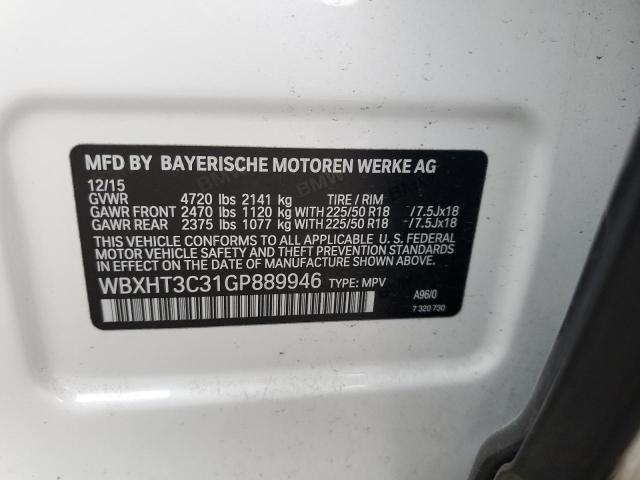 MFD BY BAYERISCHE MOTOREN WERKE AG
12/15
GVWR 4720 lbs 2141 kg TIRE / RIM
GAWR FRONT 2470 lbs 1120 kg WITH 225/50 R18 /7.5Jx18
GAWR REAR 2375 lbs 1077 kg WITH 225/50 R18 /7.5Jx18
THIS VEHICLE CONFORMS TO ALL APPLICABLE U.S. FEDERAL
MOTOR VEHICLE SAFETY AND THEFT PREVENTION STANDARDS
IN EFFECT ON THE DATE OF MANUFACTURE SHOWN ABOVE.
WBXHT3C31GP889946 TYPE: MPV
A96/0
7 320 730